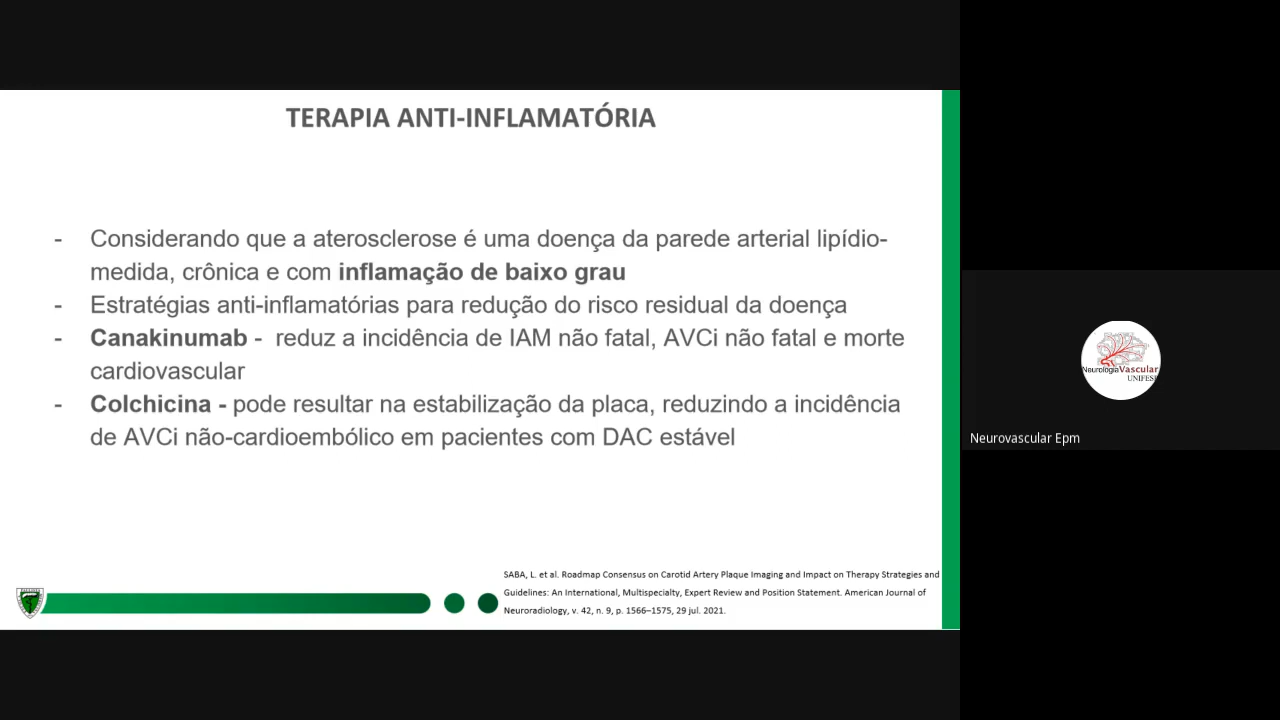 TERAPIA ANTI-INFLAMATÓRIA
- Considerando que a aterosclerose é uma doença da parede arterial lipídio-
medida, crônica e com inflamação de baixo grau
- Estratégias anti-inflamatórias para redução do risco residual da doença
- Canakinumab - reduz a incidência de IAM não fatal, AVCi não fatal e morte
cardiovascular
- Colchicina - pode resultar na estabilização da placa, reduzindo a incidência
de AVCi não-cardioembólico em pacientes com DAC estável
SABA, L. et al. Roadmap Consensus on Carotid Artery Plaque Imaging and Impact on Therapy Strategies and
Guidelines: An International, Multispecialty, Expert Review and Position Statement. American Journal of
Neuroradiology, v. 42, n. 9, p. 1566–1575, 29 jul. 2021.
NeurologiaVascular
UNIFES
Neurovascular Epm